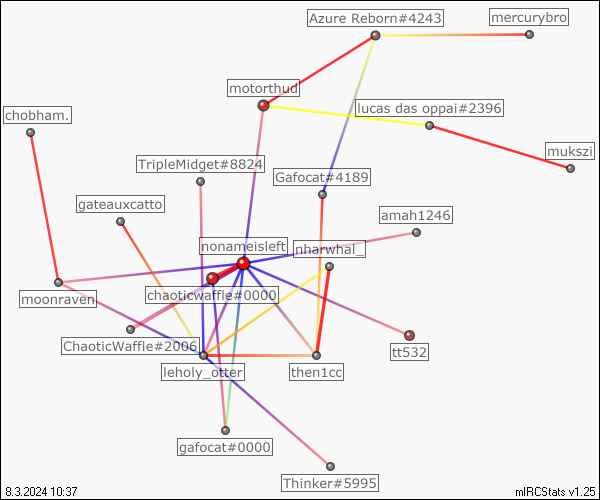 Azure Reborn#4243
mercurybro
motorthud
lucas das oppai#2396
chobham.
mukszi
TripleMidget#8824
Gafocat#4189
gateauxcatto
amah1246
nonameisleft
nharwhal_
moonraven
chaoticwaffle#0000
ChaoticWaffle#2006
tt532
leholy_otter
then1cc
gafocat#0000
Thinker#5995
8.3.2024 10:37
mIRCStats v1.25